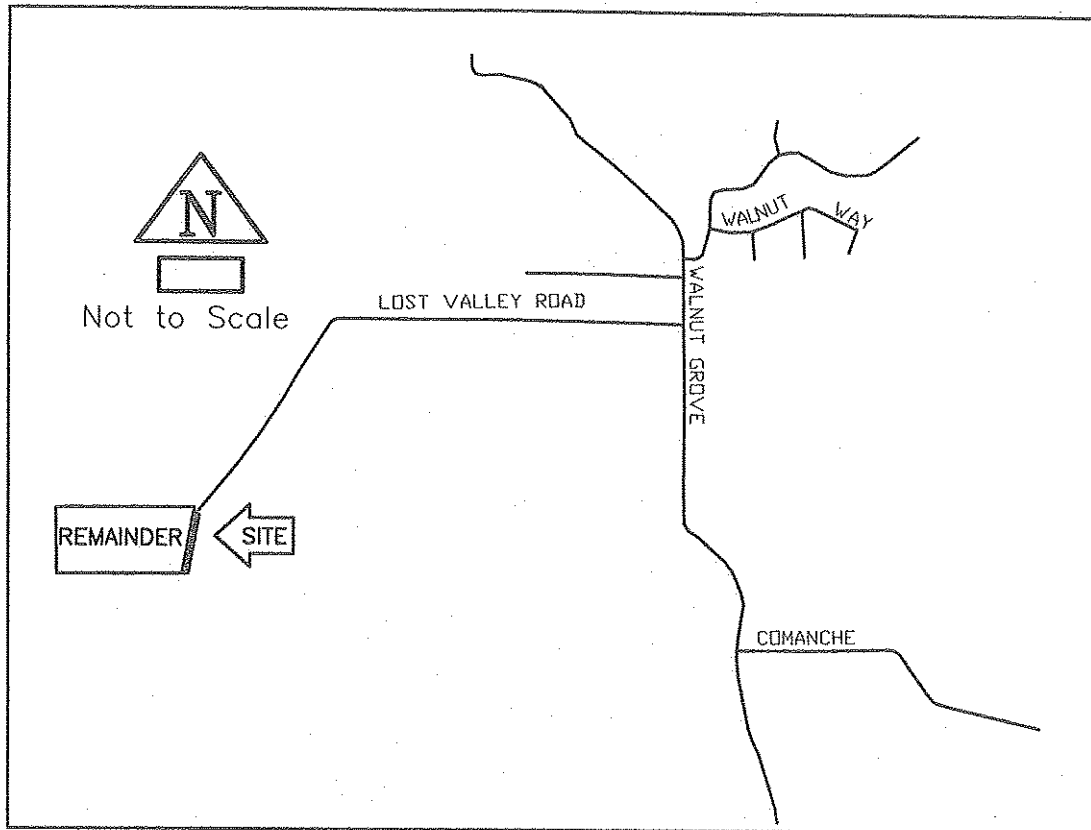 N
Not to Scale
WALNUT WAY
LOST VALLEY ROAD
WALNUT GROVE
REMAINDER
SITE
COMANCHE